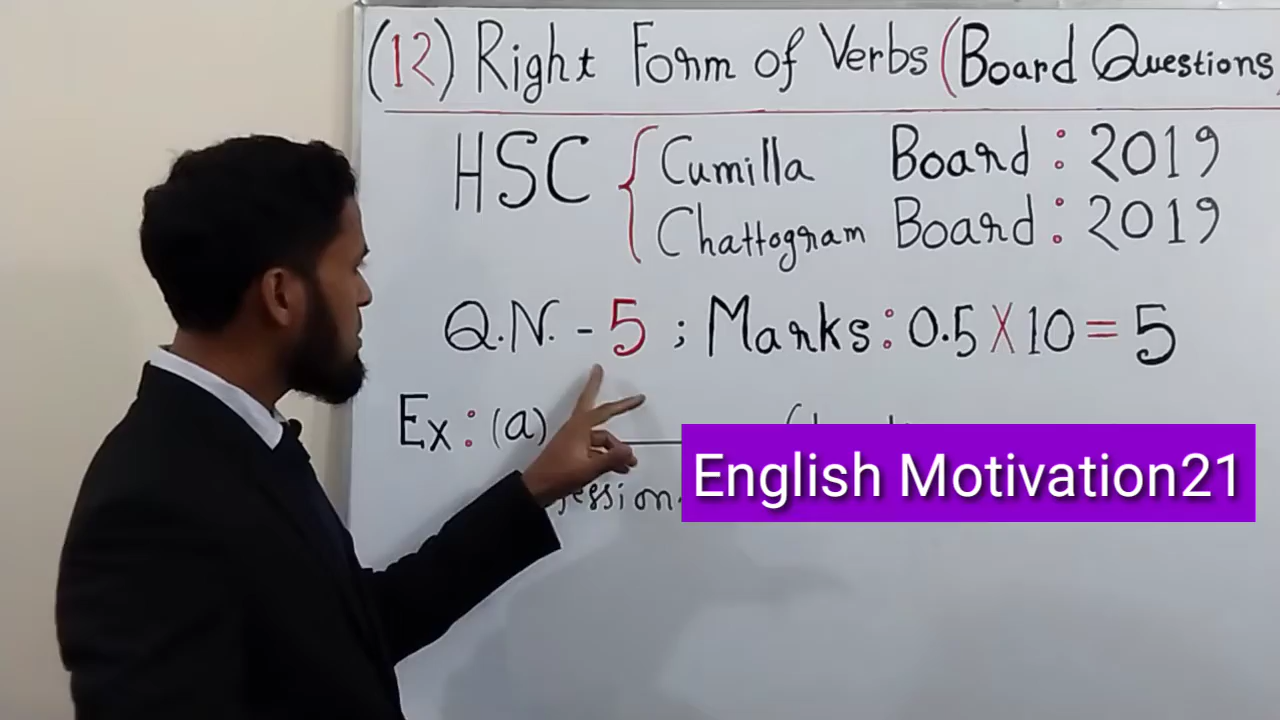 (12) Right Form of Verbs (Board Questions
HSC { Cumilla Board : 2019
Chattogram Board : 2019
Q.N. - 5 ; Marks : 0.5 X 10 = 5
Ex : (a)
English Motivation21